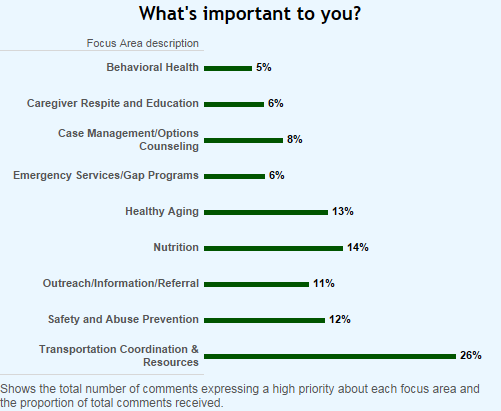 What's important to you?
Focus Area description
Behavioral Health 5%
Caregiver Respite and Education 6%
Case Management/Options
Counseling 8%
Emergency Services/Gap Programs 6%
Healthy Aging 13%
Nutrition 14%
Outreach/Information/Referral 11%
Safety and Abuse Prevention 12%
Transportation Coordination &
Resources 26%
Shows the total number of comments expressing a high priority about each focus area and
the proportion of total comments received.